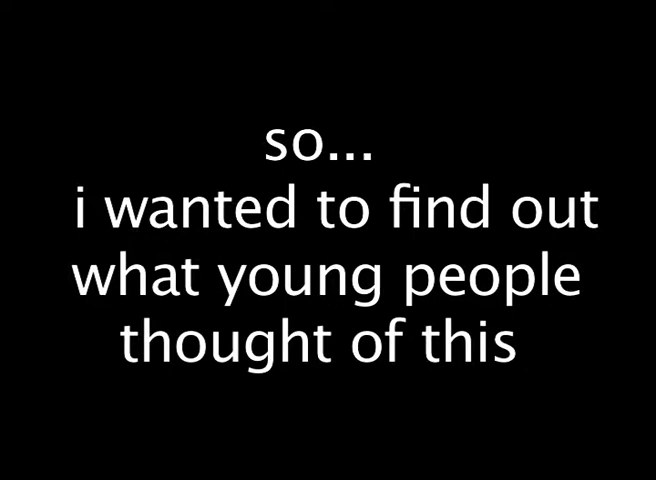 so...
i wanted to find out
what young people
thought of this